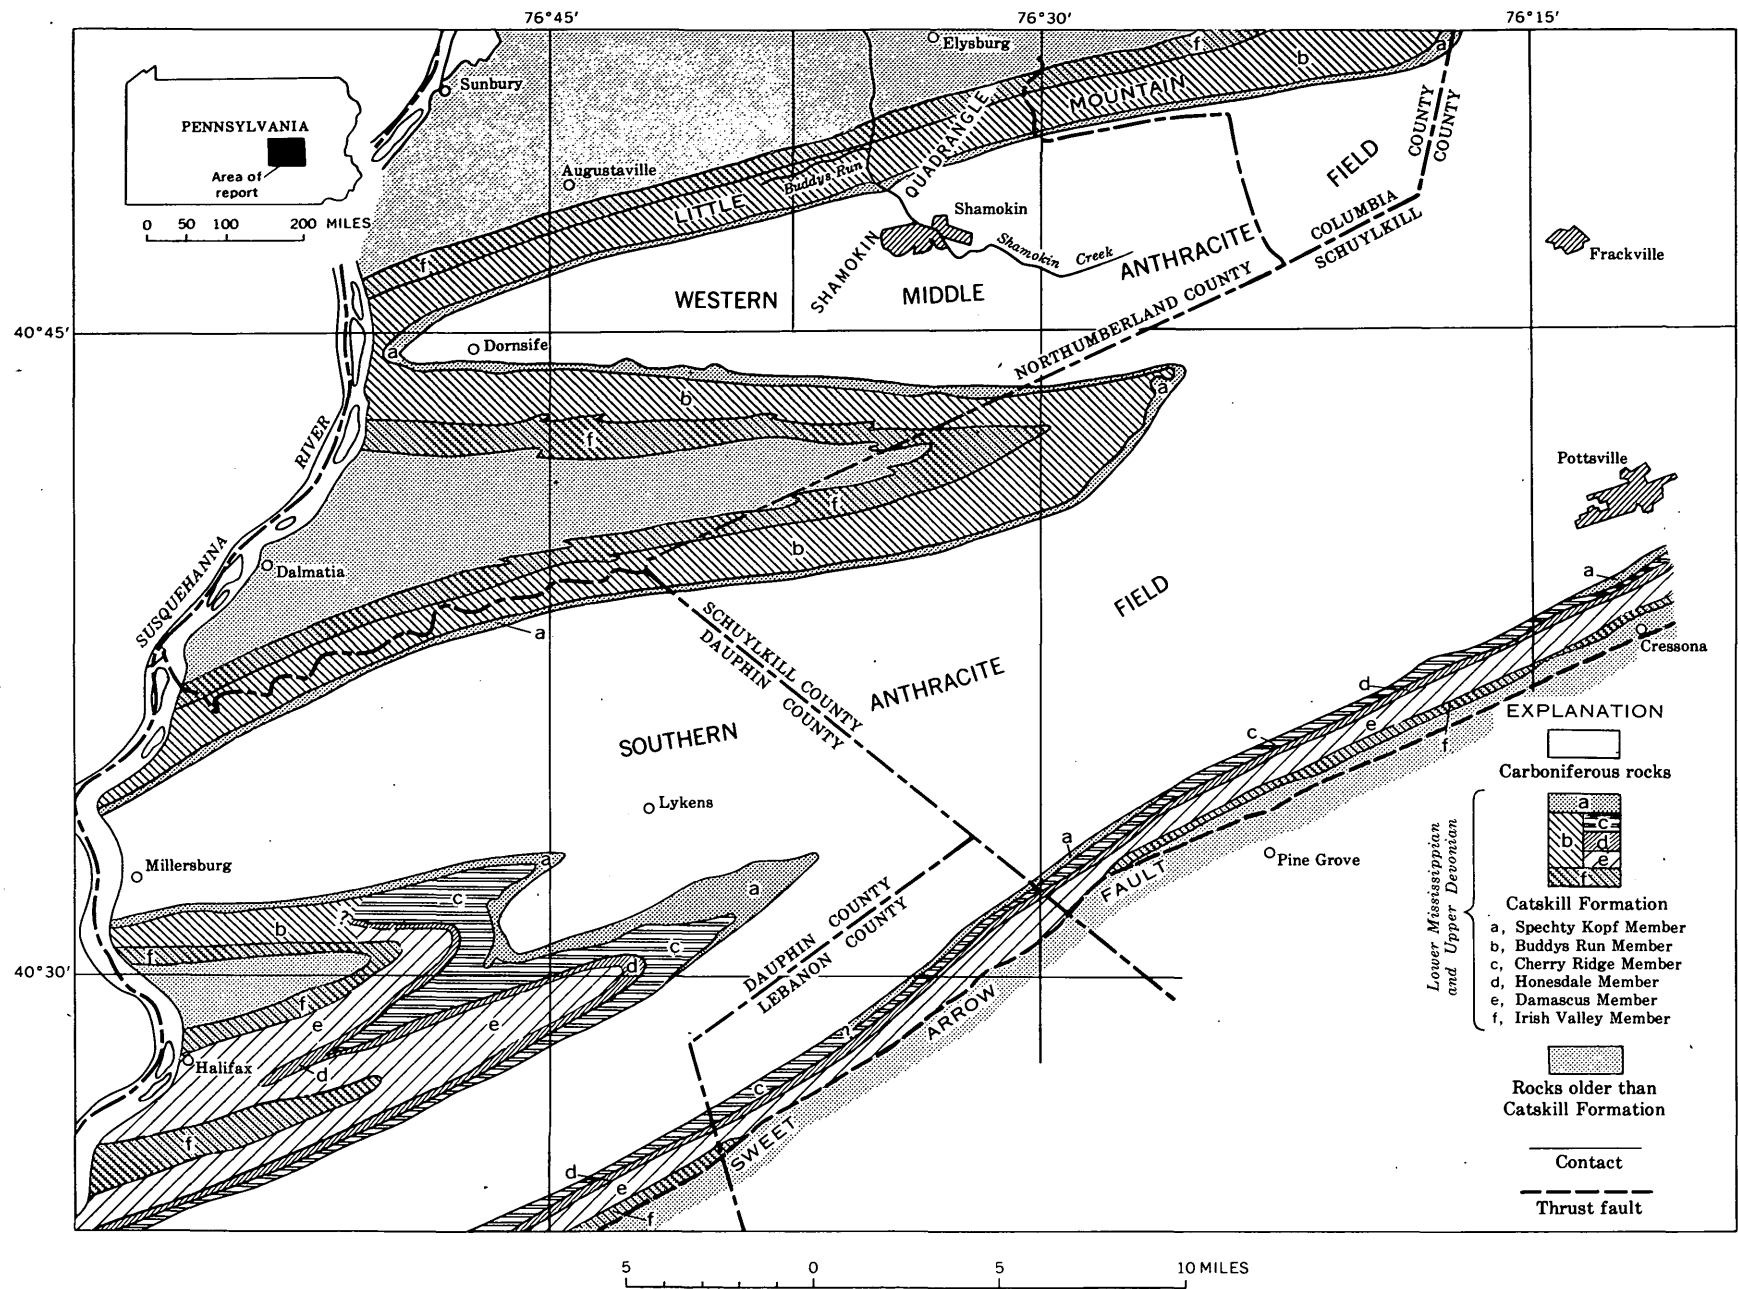 76°45'
76°30'
76°15'
Sunbury
Elysburg
f
b
a
PENNSYLVANIA
Area of
report
0 50 100 200 MILES
Augustaville
Buddys Run
LITTLE
MOUNTAIN
SHAMOKIN QUADRANGLE
Shamokin
Shamokin Creek
COUNTY
COUNTY
COLUMBIA
SCHUYLKILL
f
WESTERN
MIDDLE
ANTHRACITE
FIELD
NORTHUMBERLAND COUNTY
Frackville
40°45'
a
Dornsife
b
a
f
f
b
SUSQUEHANNA
RIVER
Dalmatia
a
Pottsville
a
Cressona
SCHUYLKILL COUNTY
DAUPHIN COUNTY
SOUTHERN
ANTHRACITE
FIELD
Lykens
Millersburg
d
e
c
f
a
Pine Grove
a
a
c
c
?
b
f
d
40°30'
f
e
e
d
Halifax
f
DAUPHIN COUNTY
LEBANON COUNTY
?
c
d
e
f
SWEET
ARROW
FAULT
EXPLANATION
Carboniferous rocks
Lower Mississippian
and Upper Devonian
a
b
c
d
e
f
Catskill Formation
a, Spechty Kopf Member
b, Buddys Run Member
c, Cherry Ridge Member
d, Honesdale Member
e, Damascus Member
f, Irish Valley Member
Rocks older than
Catskill Formation
Contact
Thrust fault
5 0 5 10 MILES